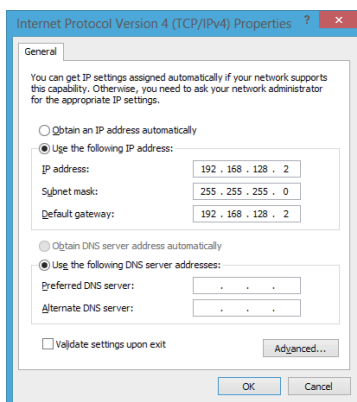 Internet Protocol Version 4 (TCP/IPv4) Properties ? ×
General
You can get IP settings assigned automatically if your network supports
this capability. Otherwise, you need to ask your network administrator
for the appropriate IP settings.
Obtain an IP address automatically
Use the following IP address:
IP address: 192 . 168 . 128 . 2
Subnet mask: 255 . 255 . 255 . 0
Default gateway: 192 . 168 . 128 . 2
Obtain DNS server address automatically
Use the following DNS server addresses:
Preferred DNS server: . . .
Alternate DNS server: . . .
Validate settings upon exit
Advanced...
OK Cancel